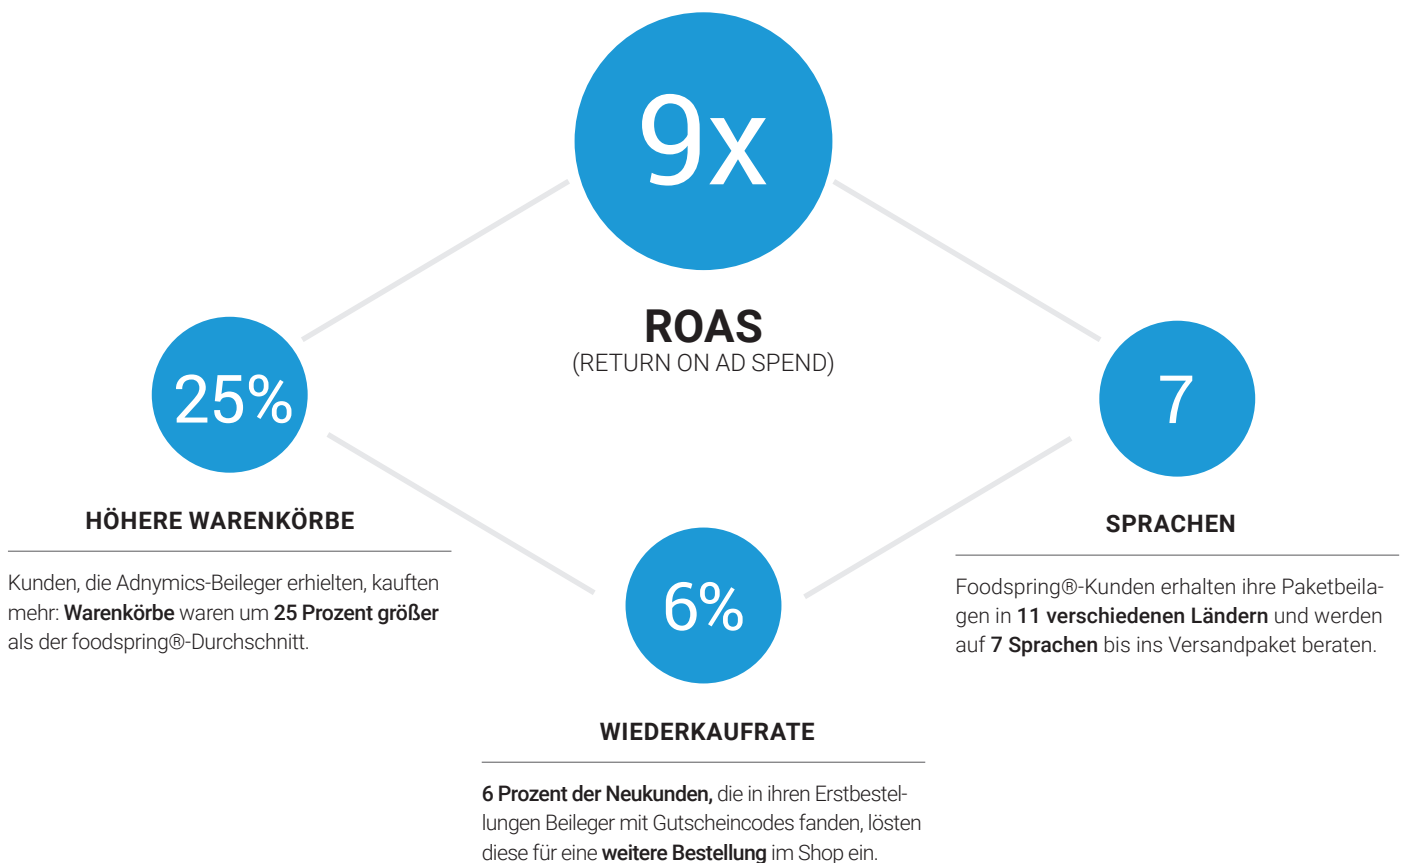 9x
ROAS
(RETURN ON AD SPEND)
25%
HÖHERE WARENKÖRBE
Kunden, die Adnymics-Beileger erhielten, kauften
mehr: Warenkörbe waren um 25 Prozent größer
als der foodspring®-Durchschnitt.
7
SPRACHEN
Foodspring®-Kunden erhalten ihre Paketbeila-
gen in 11 verschiedenen Ländern und werden
auf 7 Sprachen bis ins Versandpaket beraten.
6%
WIEDERKAUFRATE
6 Prozent der Neukunden, die in ihren Erstbestel-
lungen Beileger mit Gutscheincodes fanden, lösten
diese für eine weitere Bestellung im Shop ein.